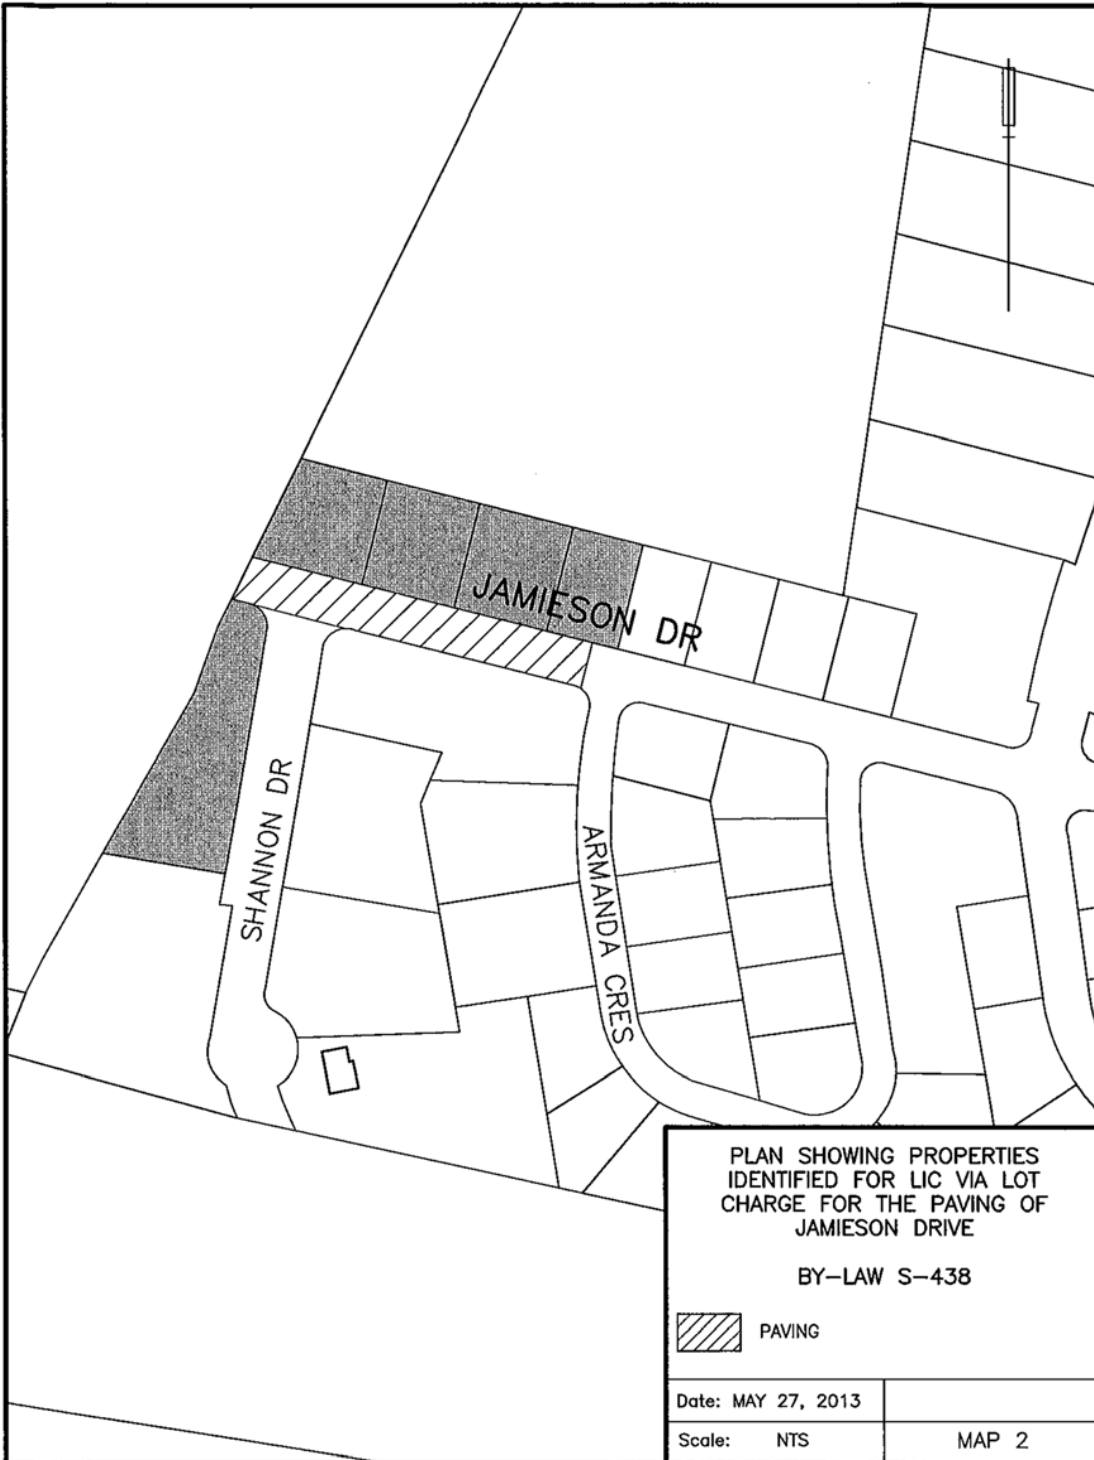 JAMIESON DR
SHANNON DR
ARMANDA CRES
PLAN SHOWING PROPERTIES
IDENTIFIED FOR LIC VIA LOT
CHARGE FOR THE PAVING OF
JAMIESON DRIVE
BY-LAW S-438
PAVING
Date: MAY 27, 2013
Scale: NTS
MAP 2